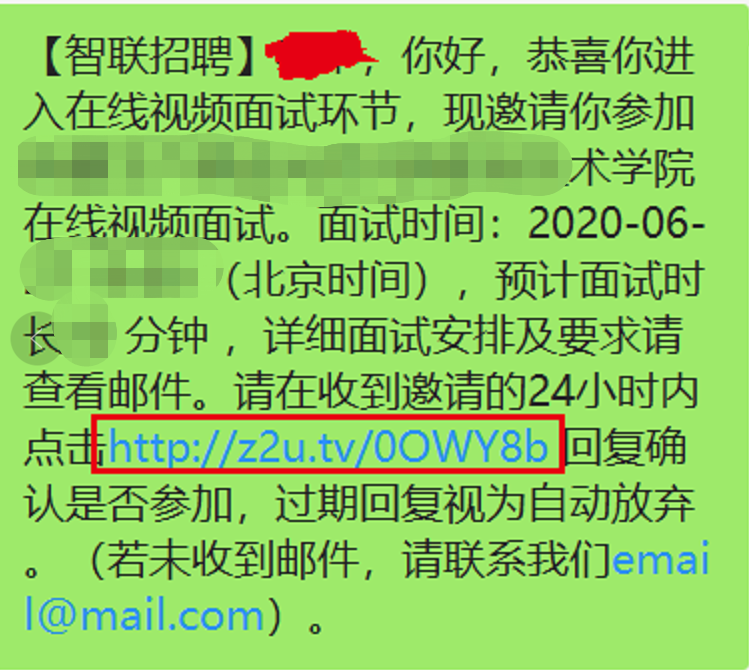 【智联招聘】，你好，恭喜你进
入在线视频面试环节，现邀请你参加
术学院
在线视频面试。面试时间：2020-06-
（北京时间），预计面试时
长 分钟 ，详细面试安排及要求请
查看邮件。请在收到邀请的24小时内
点击http://z2u.tv/0OWY8b 回复确
认是否参加，过期回复视为自动放弃
。（若未收到邮件，请联系我们emai
l@mail.com）。